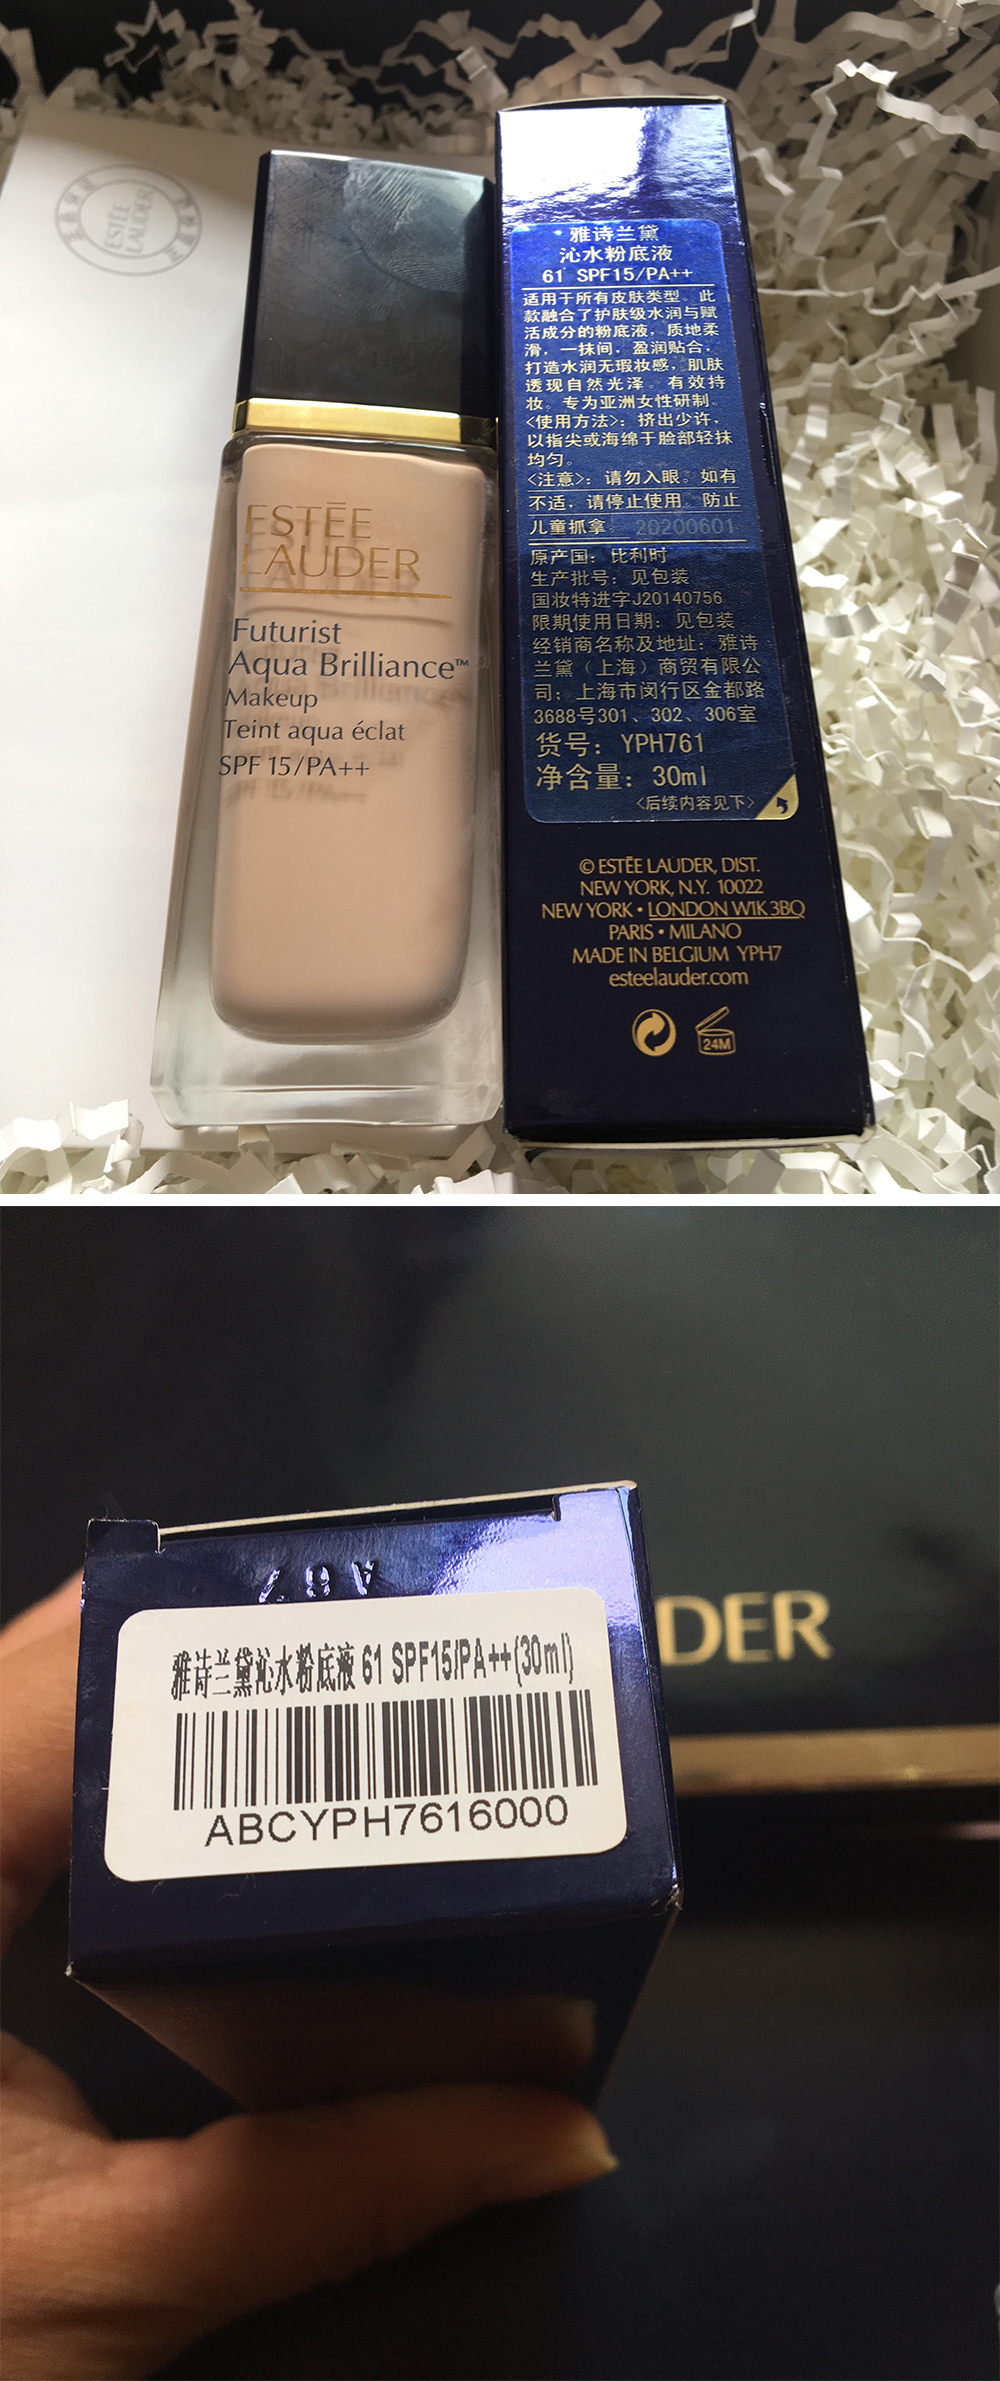 ESTĒE
LAUDER
ESTĒE
LAUDER
Futurist
Aqua Brilliance™
Makeup
Teint aqua éclat
SPF 15/PA++
雅诗兰黛
沁水粉底液
61 SPF15/PA++
适用于所有皮肤类型。此
款融合了护肤级水润与赋
活成分的粉底液，质地柔
滑，一抹间，盈润贴合，
打造水润无瑕妆感，肌肤
透现自然光泽。有效持
妆。专为亚洲女性研制。
<使用方法>：挤出少许，
以指尖或海绵于脸部轻抹
均匀。
<注意>：请勿入眼。如有
不适，请停止使用。防止
儿童抓拿。 20200601
原产国：比利时
生产批号：见包装
国妆特进字J20140756
限期使用日期：见包装
经销商名称及地址：雅诗
兰黛（上海）商贸有限公
司；上海市闵行区金都路
3688号301、302、306室
货号：YPH761
净含量：30ml
<后续内容见下>
© ESTĒE LAUDER, DIST.
NEW YORK, N.Y. 10022
NEW YORK • LONDON W1K 3BQ
PARIS • MILANO
MADE IN BELGIUM YPH7
esteelauder.com
24M
A67
雅诗兰黛沁水粉底液 61 SPF15/PA++(30ml)
ABCYPH7616000
DER